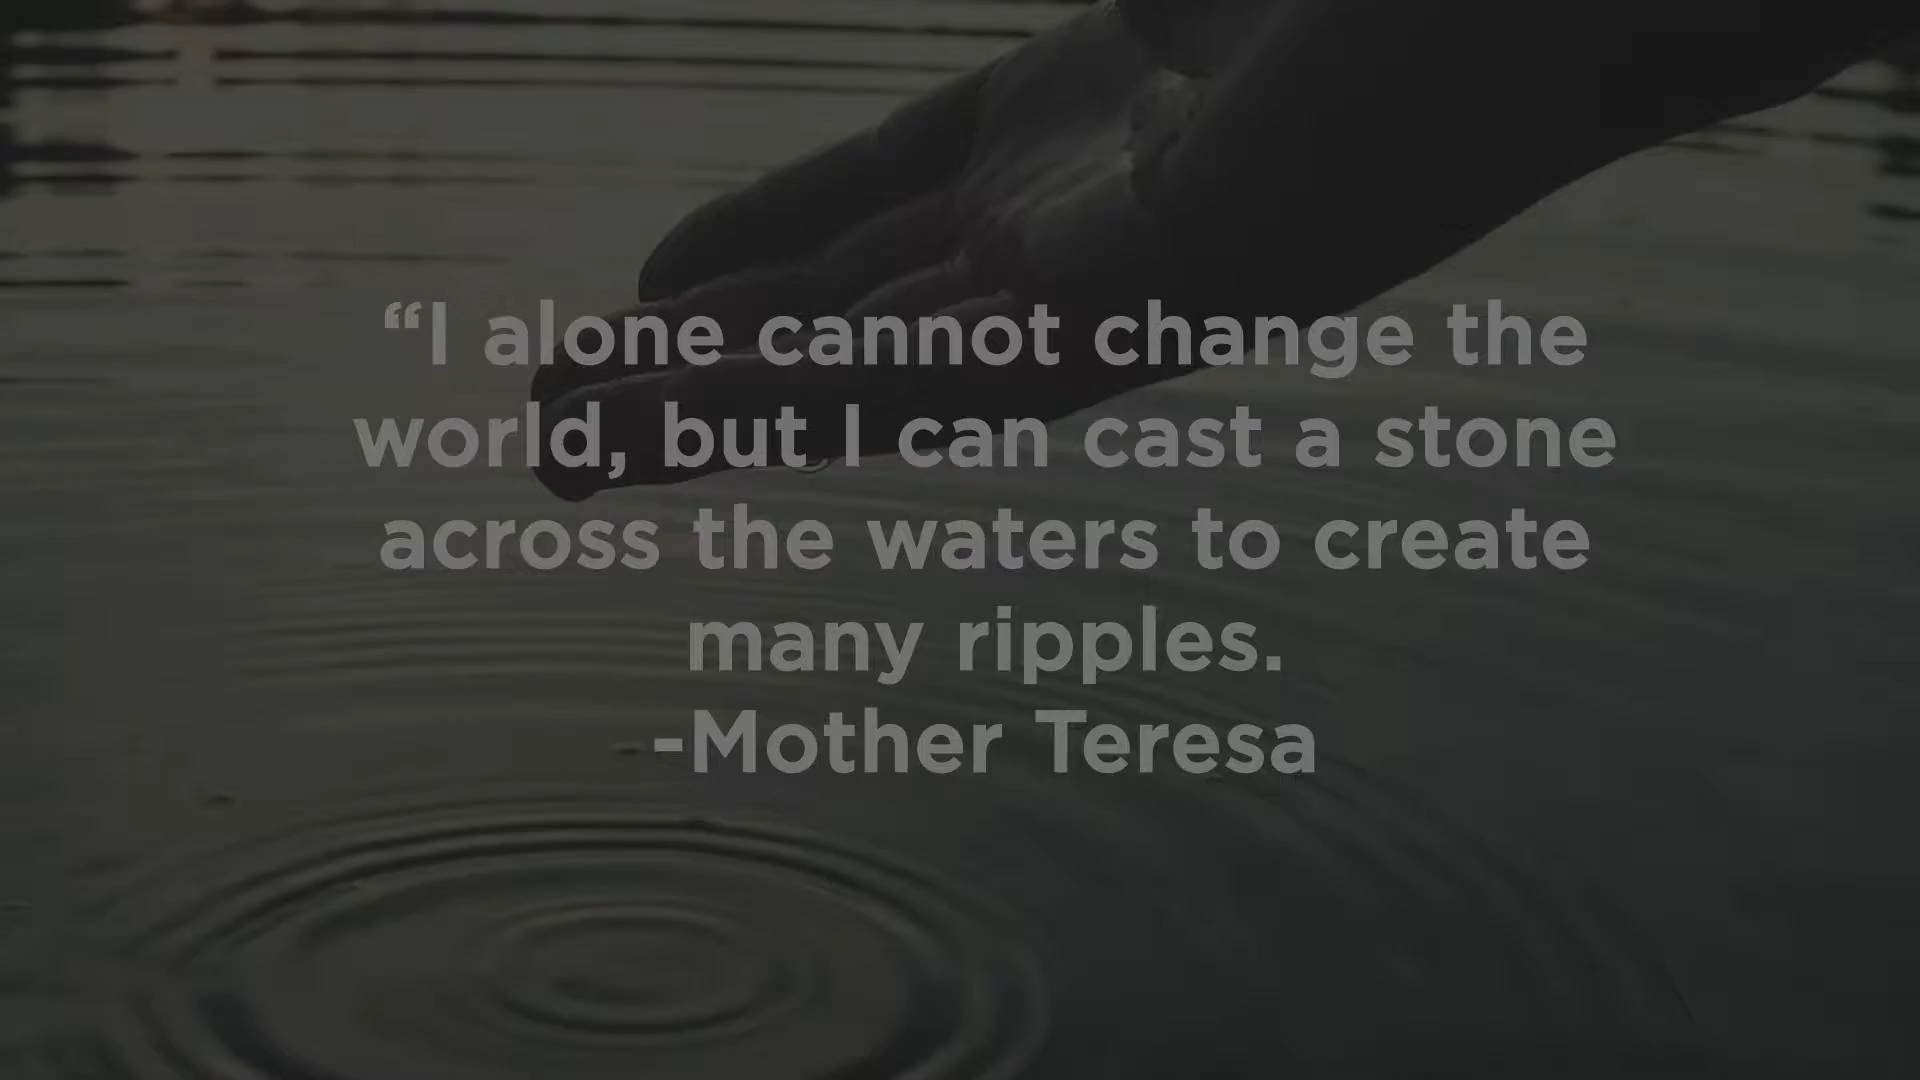 “I alone cannot change the
world, but I can cast a stone
across the waters to create
many ripples.
-Mother Teresa